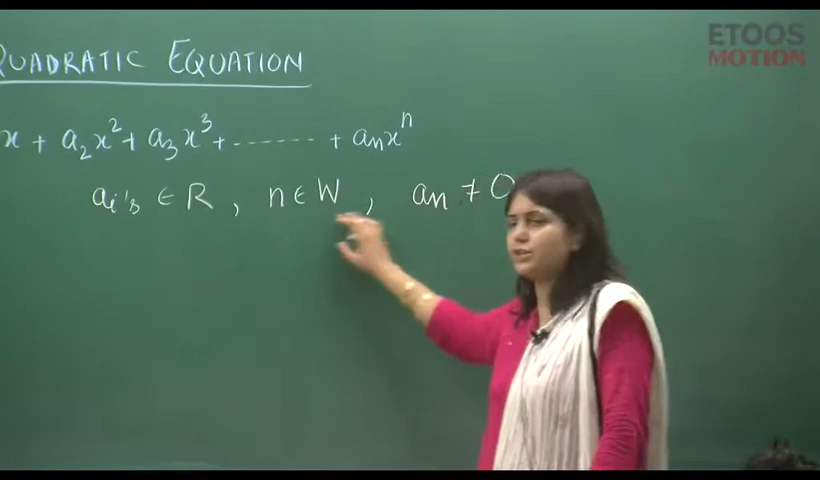 QUADRATIC EQUATION
ETOOS
MOTION
x + a₂x² + a₃x³ + ------- + aₙxⁿ
aᵢ's ∈ R , n ∈ W , aₙ ≠ 0